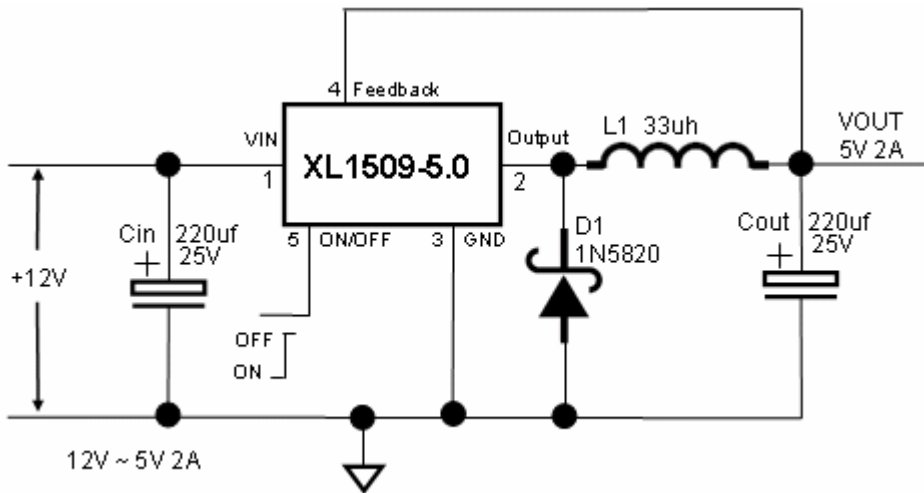 4 Feedback
VIN
Output
L1 33uh
VOUT
5V 2A
XL1509-5.0
1
2
Cin 220uf
25V
+
5 ON/OFF
3 GND
D1
1N5820
Cout 220uf
25V
+
+12V
OFF
ON
12V ~ 5V 2A